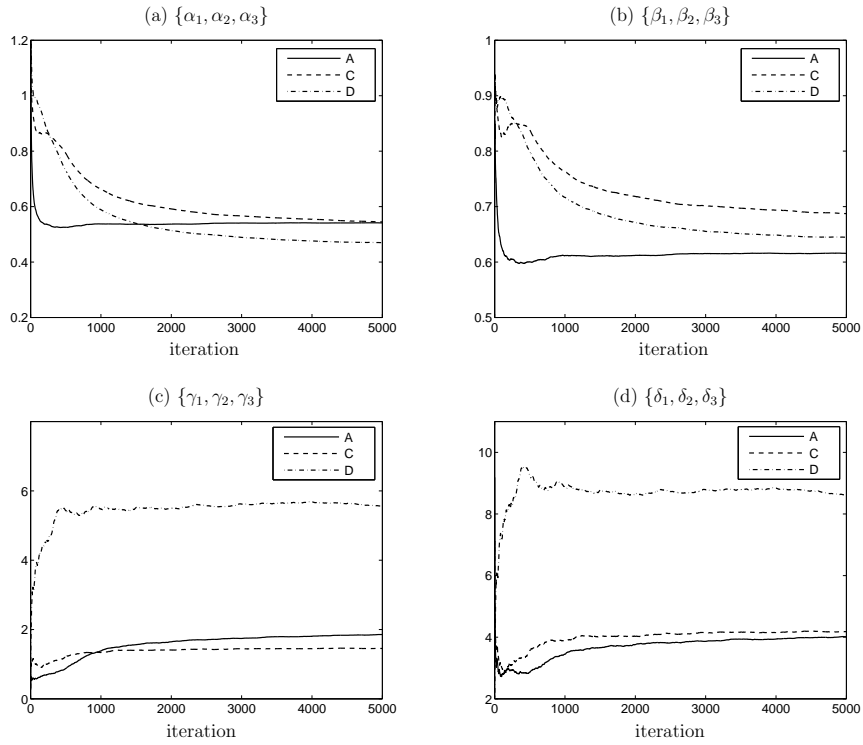 (a) {α₁, α₂, α₃}
1.2
1
0.8
0.6
0.4
0.2
0 1000 2000 3000 4000 5000
iteration
A
C
D
(b) {β₁, β₂, β₃}
1
0.9
0.8
0.7
0.6
0.5
0 1000 2000 3000 4000 5000
iteration
A
C
D
(c) {γ₁, γ₂, γ₃}
6
4
2
0
0 1000 2000 3000 4000 5000
iteration
A
C
D
(d) {δ₁, δ₂, δ₃}
10
8
6
4
2
0 1000 2000 3000 4000 5000
iteration
A
C
D